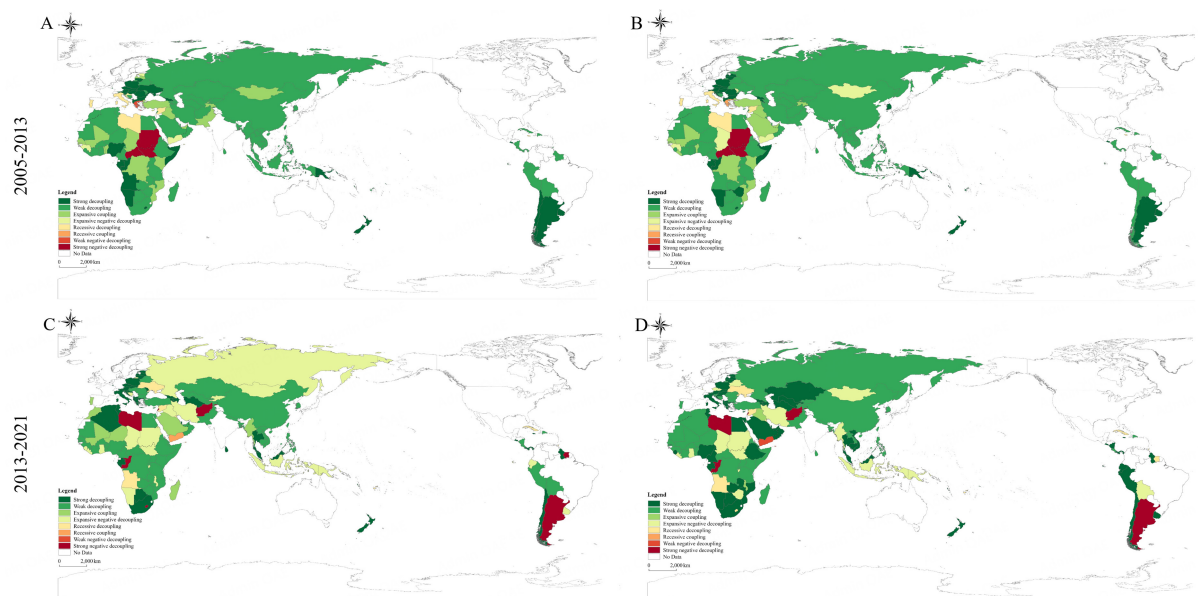 A
B
2005-2013
Legend
Strong decoupling
Weak decoupling
Expansive coupling
Expansive negative decoupling
Recessive decoupling
Recessive coupling
Weak negative decoupling
Strong negative decoupling
No Data
0 2,000km
Legend
Strong decoupling
Weak decoupling
Expansive coupling
Expansive negative decoupling
Recessive decoupling
Recessive coupling
Weak negative decoupling
Strong negative decoupling
No Data
0 2,000km
C
D
2013-2021
Legend
Strong decoupling
Weak decoupling
Expansive coupling
Expansive negative decoupling
Recessive decoupling
Recessive coupling
Weak negative decoupling
Strong negative decoupling
No Data
0 2,000km
Legend
Strong decoupling
Weak decoupling
Expansive coupling
Expansive negative decoupling
Recessive decoupling
Recessive coupling
Weak negative decoupling
Strong negative decoupling
No Data
0 2,000km